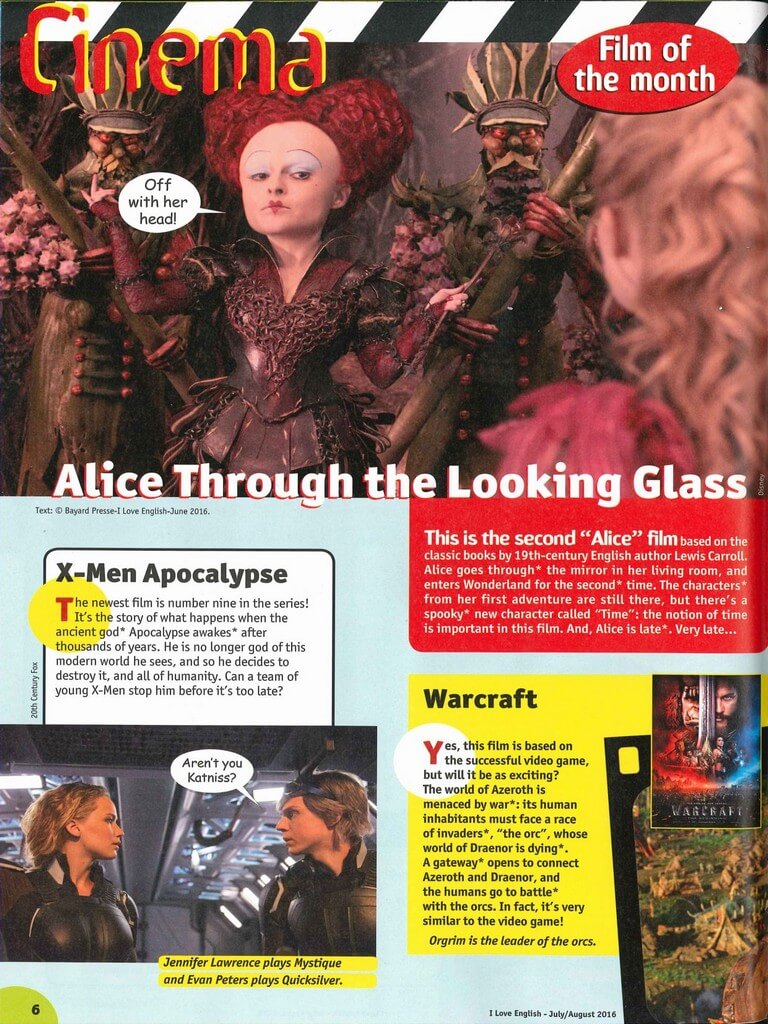 Cinema
Film of
the month
Off
with her
head!
Alice Through the Looking Glass
Disney
Text: © Bayard Presse-I Love English-June 2016.
This is the second “Alice” film based on the
classic books by 19th-century English author Lewis Carroll.
Alice goes through* the mirror in her living room, and
enters Wonderland for the second* time. The characters*
from her first adventure are still there, but there’s a
spooky* new character called “Time”: the notion of time
is important in this film. And, Alice is late*. Very late...
X-Men Apocalypse
The newest film is number nine in the series!
It’s the story of what happens when the
ancient god* Apocalypse awakes* after
thousands of years. He is no longer god of this
modern world he sees, and so he decides to
destroy it, and all of humanity. Can a team of
young X-Men stop him before it’s too late?
20th Century Fox
Aren’t you
Katniss?
Jennifer Lawrence plays Mystique
and Evan Peters plays Quicksilver.
Warcraft
Yes, this film is based on
the successful video game,
but will it be as exciting?
The world of Azeroth is
menaced by war*: its human
inhabitants must face a race
of invaders*, “the orc”, whose
world of Draenor is dying*.
A gateway* opens to connect
Azeroth and Draenor, and
the humans go to battle*
with the orcs. In fact, it’s very
similar to the video game!
Orgrim is the leader of the orcs.
WARCRAFT
6
I Love English - July/August 2016